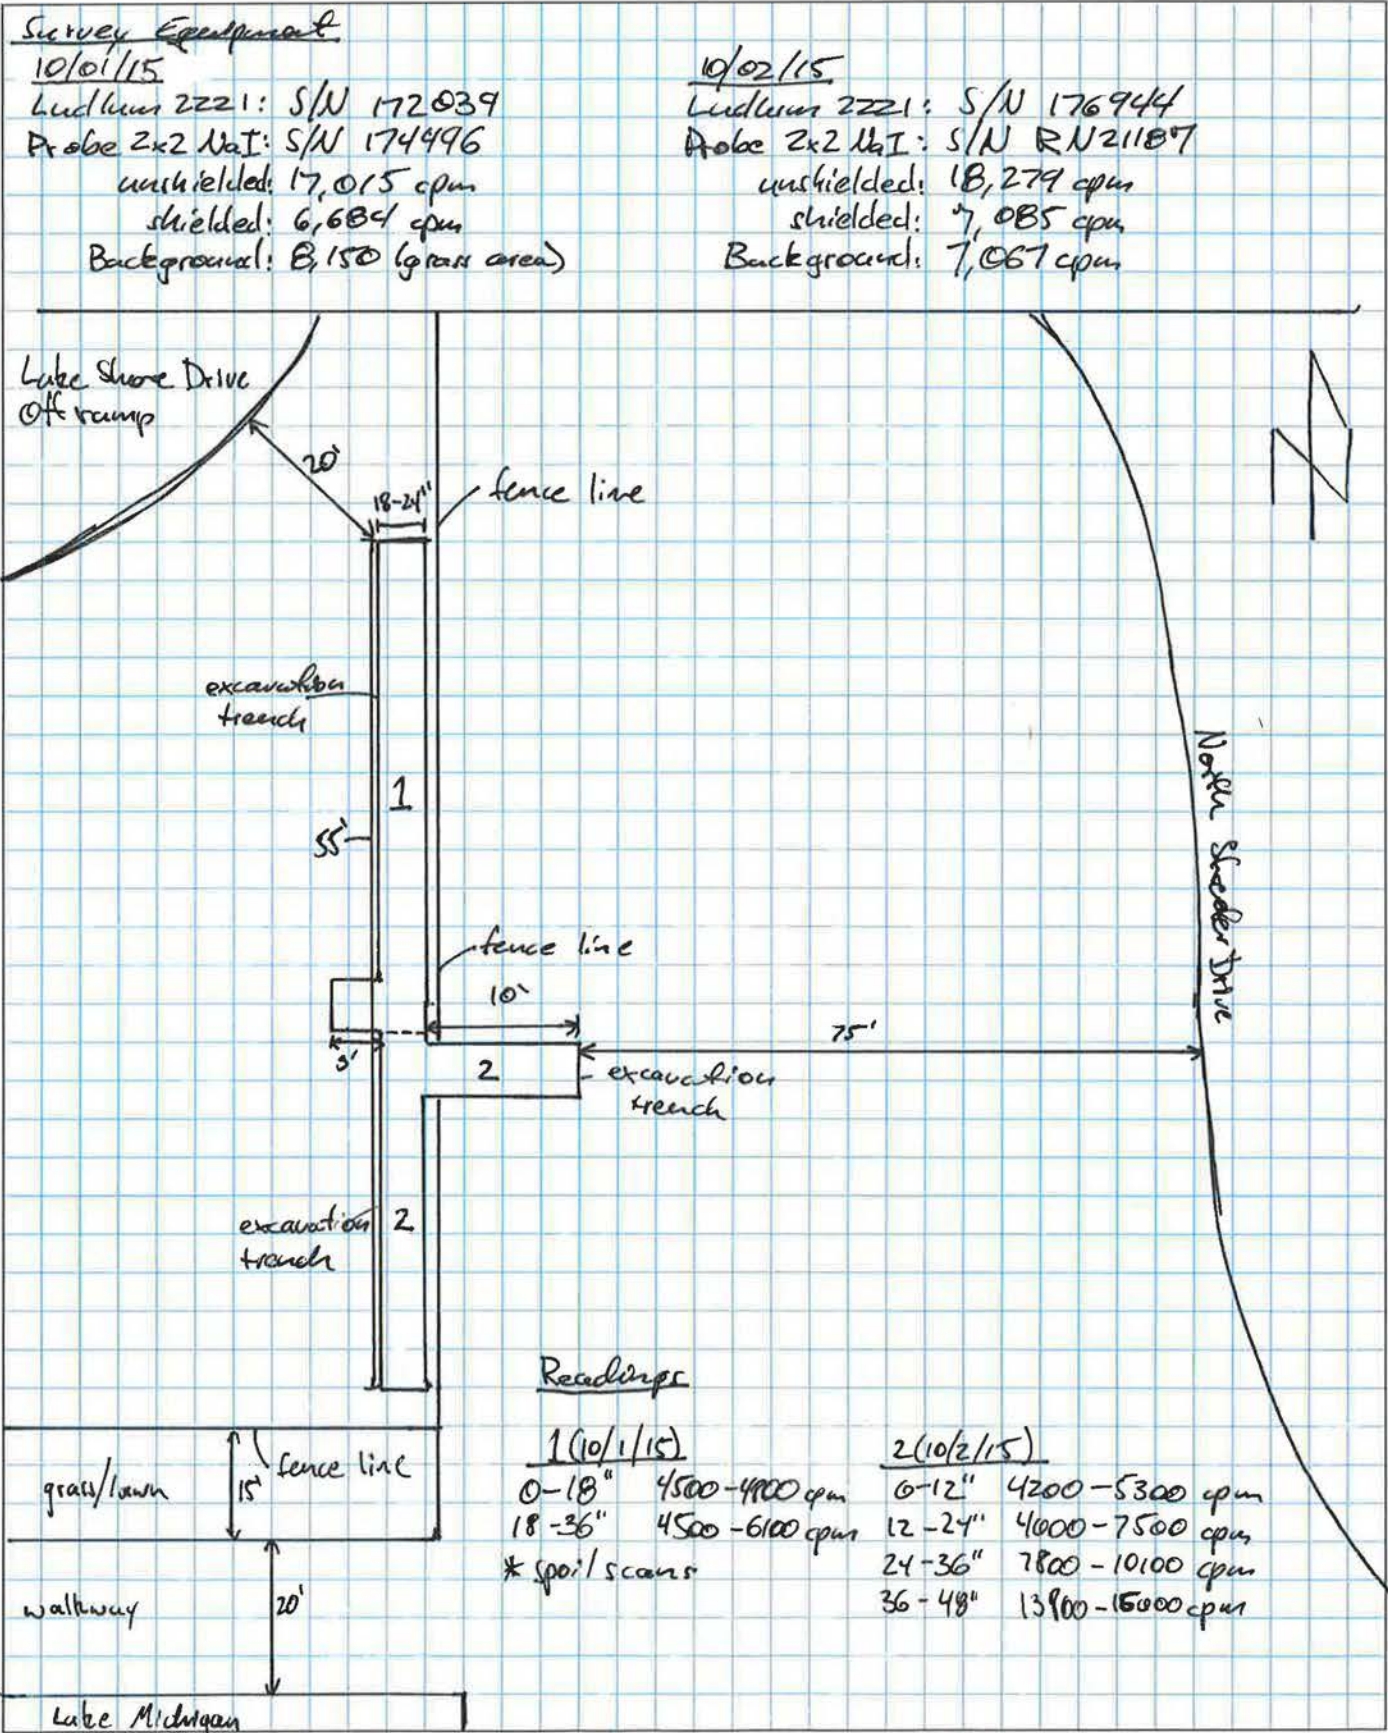 Survey Equipment
10/01/15
Ludlum 2221: S/N 172039
Probe 2x2 NaI: S/N 174496
unshielded: 17,015 cpm
shielded: 6,684 cpm
Background: 8,150 (grass area)
10/02/15
Ludlum 2221: S/N 176944
Probe 2x2 NaI: S/N RN21187
unshielded: 18,279 cpm
shielded: 7,085 cpm
Background: 7,067 cpm
Lake Shore Drive
Off ramp
20'
18-24"
fence line
N
excavation
trench
1
55'
North Streeter Drive
fence line
10'
75'
3'
2
excavation
trench
excavation
trench
2
Readings
1 (10/1/15)
0-18" 4500-4900 cpm
18-36" 4500-6100 cpm
* spoil scans
2 (10/2/15)
0-12" 4200-5300 cpm
12-24" 4000-7500 cpm
24-36" 7800-10100 cpm
36-48" cpm
fence line
grass/lawn
15'
walkway
20'
Lake Michigan